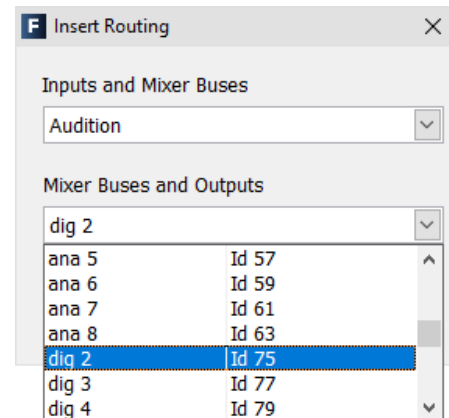 F Insert Routing
Inputs and Mixer Buses
Audition
Mixer Buses and Outputs
dig 2
ana 5 Id 57
ana 6 Id 59
ana 7 Id 61
ana 8 Id 63
dig 2 Id 75
dig 3 Id 77
dig 4 Id 79